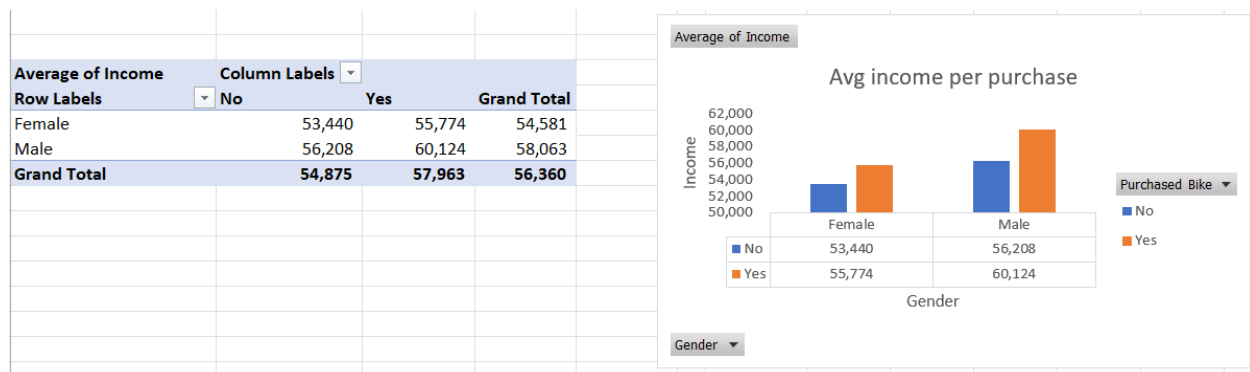 Average of Income Column Labels
Row Labels No Yes Grand Total
Female 53,440 55,774 54,581
Male 56,208 60,124 58,063
Grand Total 54,875 57,963 56,360
Average of Income
Avg income per purchase
Income
62,000
60,000
58,000
56,000
54,000
52,000
50,000
Female Male
No 53,440 56,208
Yes 55,774 60,124
Gender
Purchased Bike
No
Yes
Gender